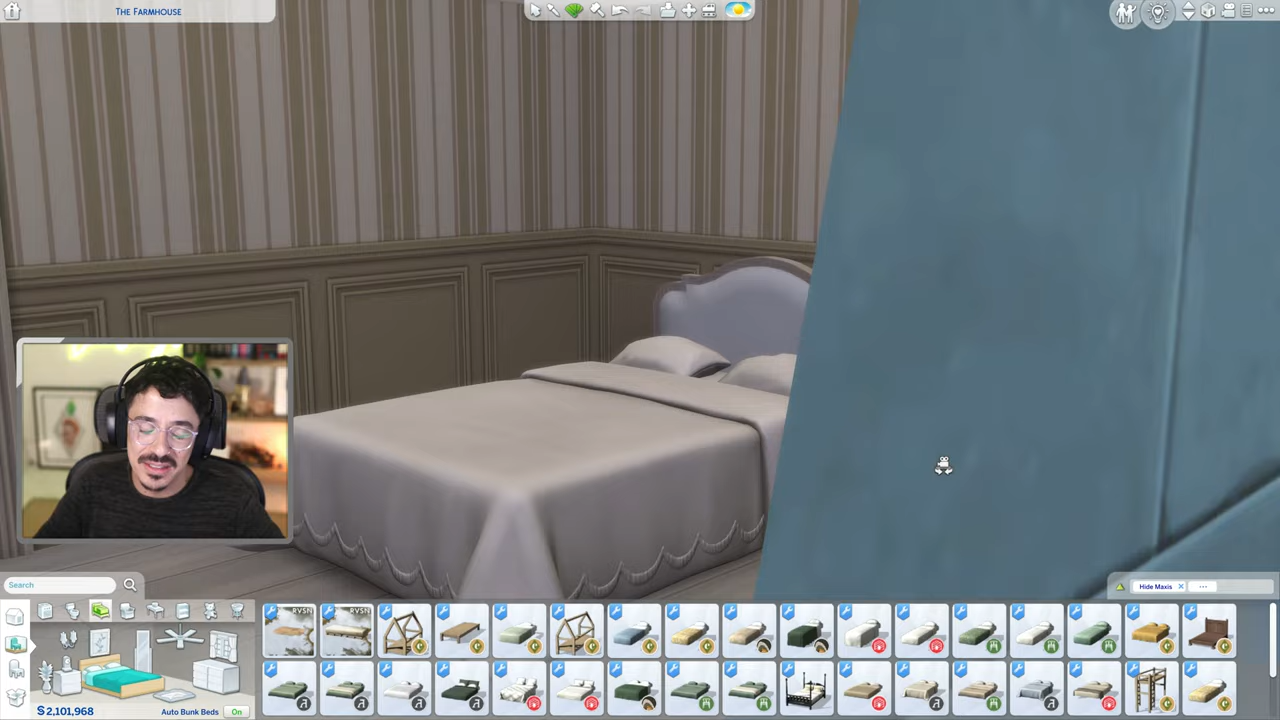 The Farmhouse
Search
Hide Maxis
RVSN
RVSN
$2,101,968
Auto Bunk Beds
On